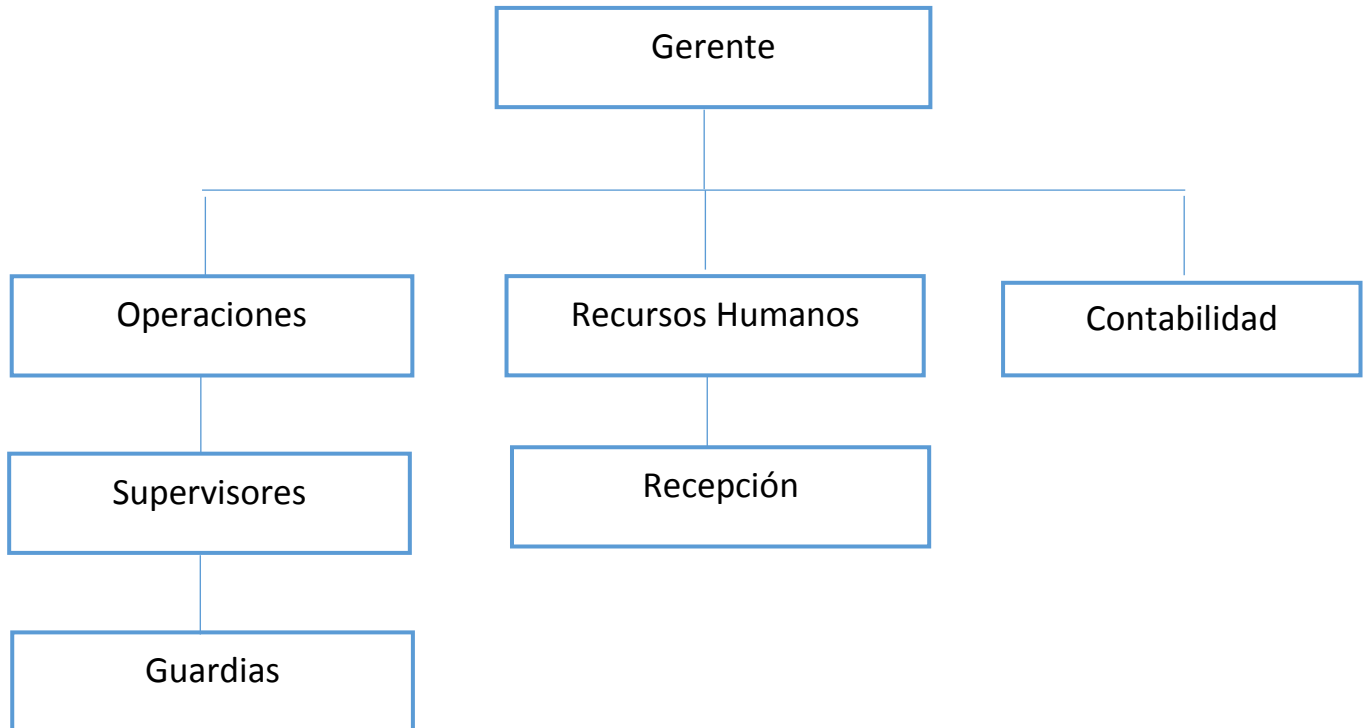 Gerente
Operaciones
Recursos Humanos
Contabilidad
Supervisores
Recepción
Guardias